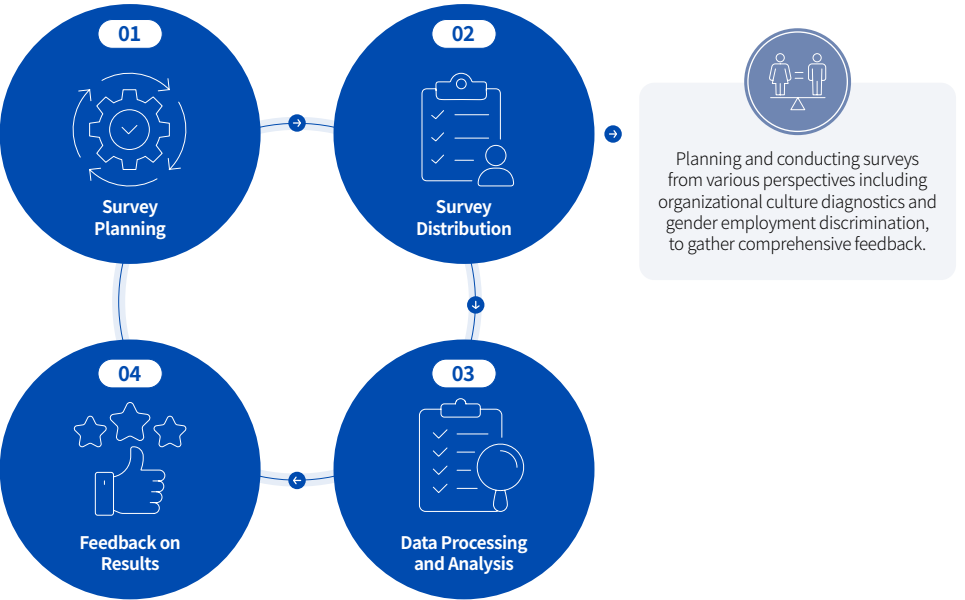 01
Survey
Planning
02
Survey
Distribution
Planning and conducting surveys
from various perspectives including
organizational culture diagnostics and
gender employment discrimination,
to gather comprehensive feedback.
03
Data Processing
and Analysis
04
Feedback on
Results